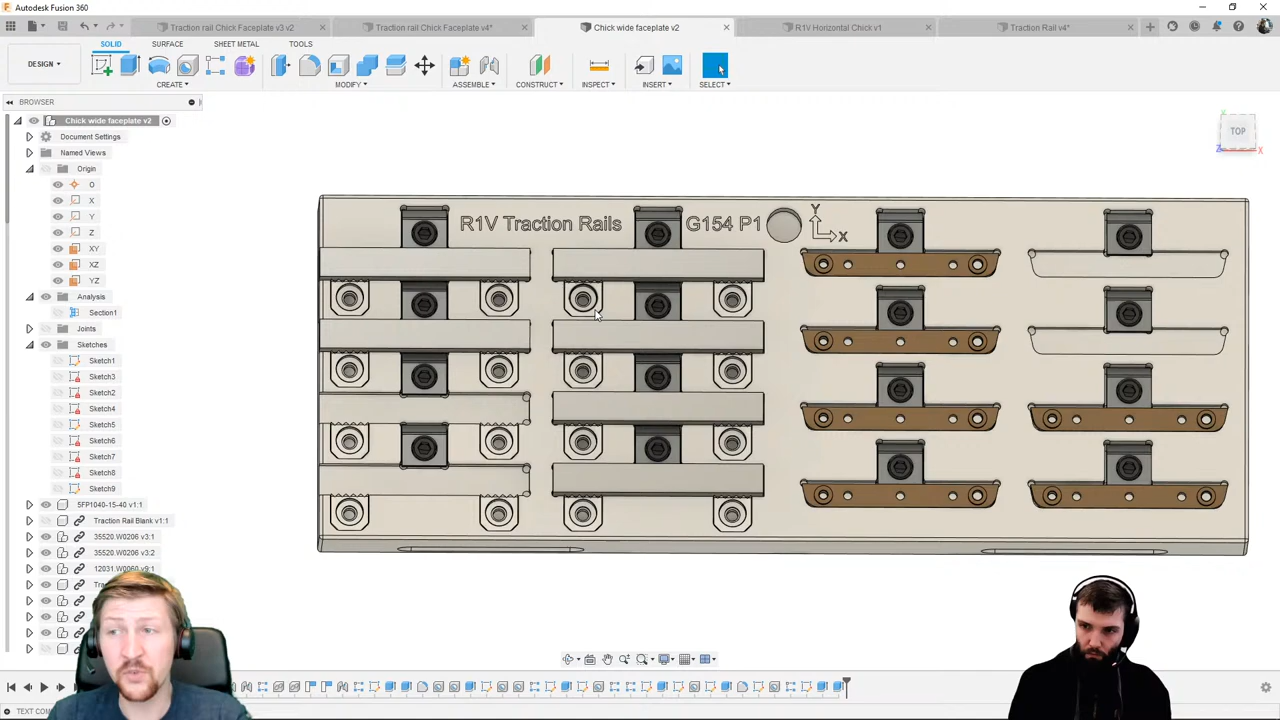 Autodesk Fusion 360
Traction rail Chick Faceplate v3 v2
Traction rail Chick Faceplate v4*
Chick wide faceplate v2
R1V Horizontal Chick v1
Traction Rail v4*
SOLID
SURFACE
SHEET METAL
TOOLS
DESIGN
CREATE
MODIFY
ASSEMBLE
CONSTRUCT
INSPECT
INSERT
SELECT
BROWSER
Chick wide faceplate v2
Document Settings
Named Views
Origin
O
X
Y
Z
XY
XZ
YZ
Analysis
Section1
Joints
Sketches
Sketch1
Sketch3
Sketch2
Sketch4
Sketch5
Sketch6
Sketch7
Sketch8
Sketch9
5FP1040-15-40 v1:1
Traction Rail Blank v1:1
35520.W0206 v3:1
35520.W0206 v3:2
12031.W0060 v9:1
R1V Traction Rails
G154 P1
Y
X
TOP
X
Z
TEXT COM